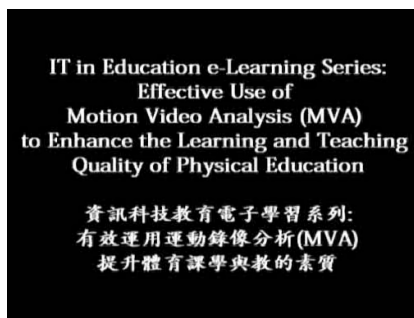 IT in Education e-Learning Series:
Effective Use of
Motion Video Analysis (MVA)
to Enhance the Learning and Teaching
Quality of Physical Education
資訊科技教育電子學習系列:
有效運用運動錄像分析(MVA)
提升體育課學與教的素質